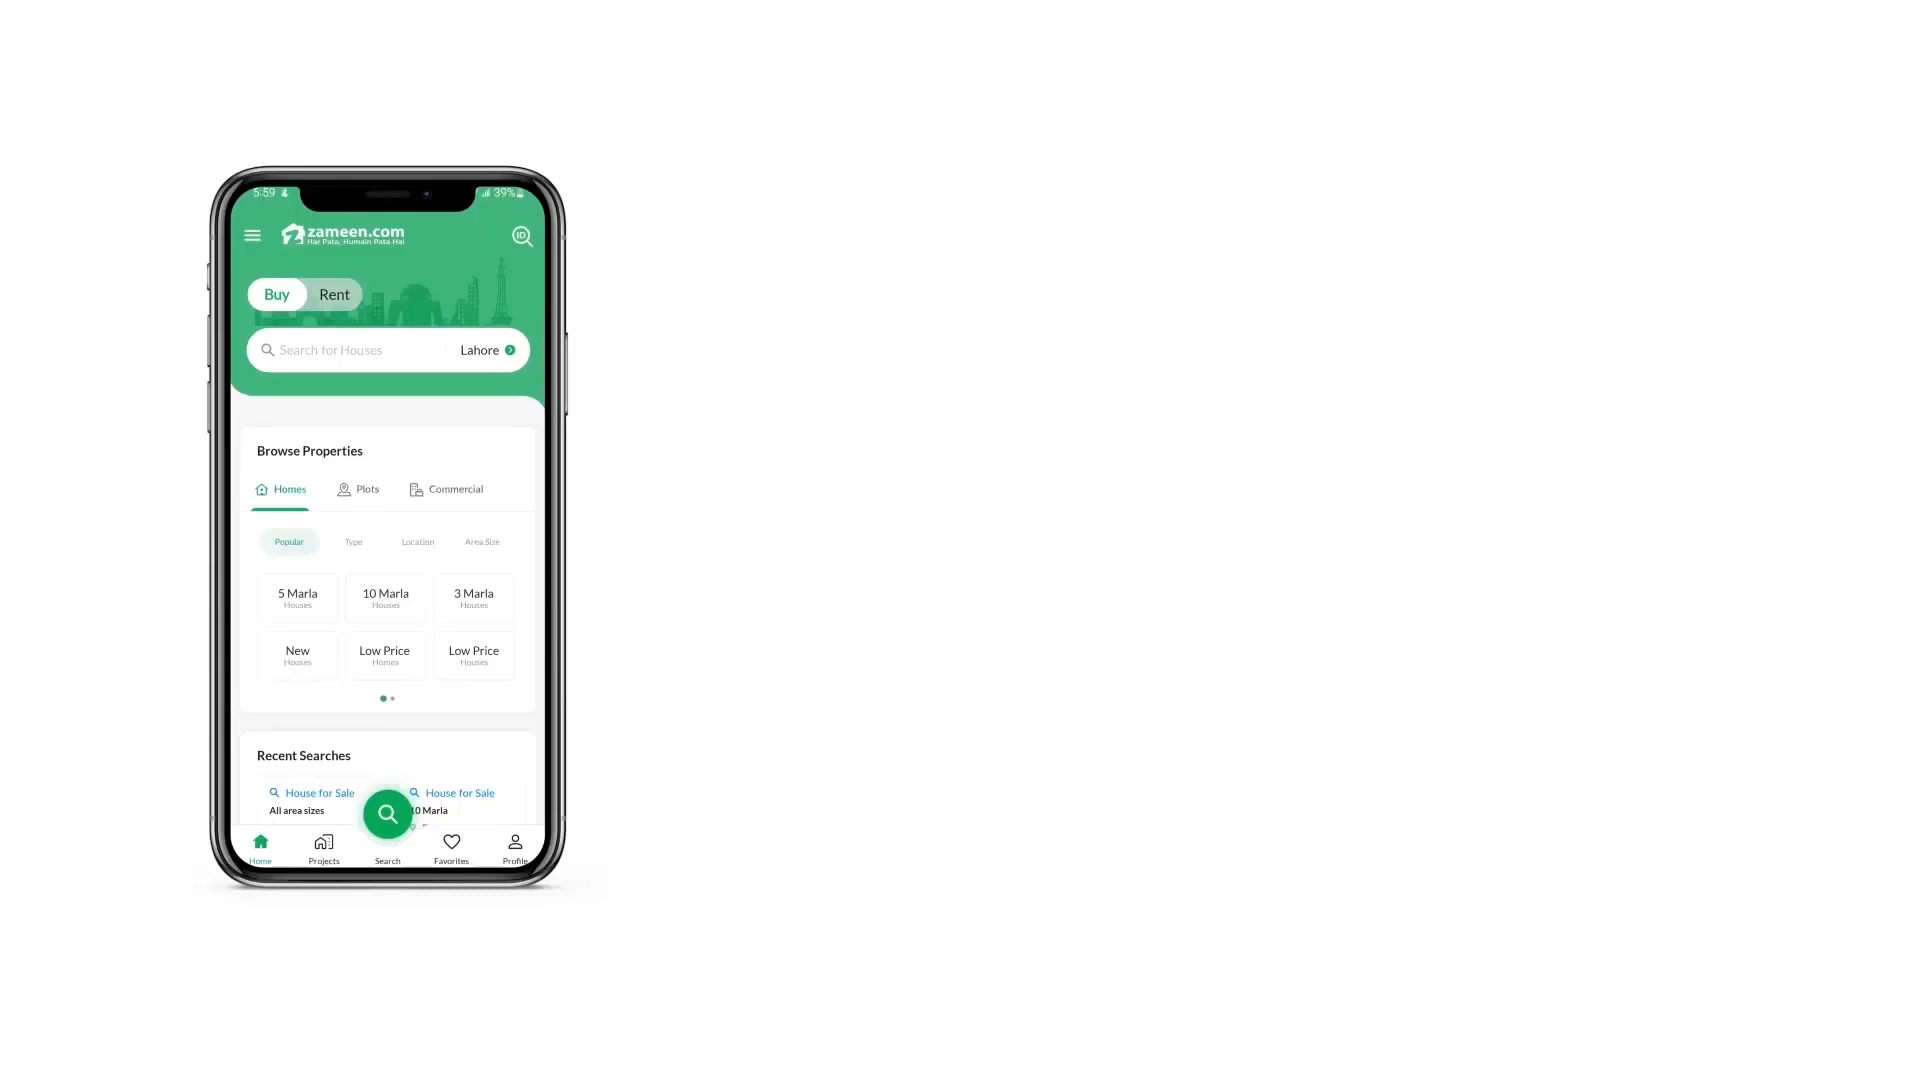 5:59
39%
zameen.com
Har Pata, Humain Pata Hai
ID
Buy Rent
Search for Houses Lahore
Browse Properties
Homes Plots Commercial
Popular Type Location Area Size
5 Marla 10 Marla 3 Marla
Houses Houses Houses
New Low Price Low Price
Houses Homes Houses
Recent Searches
House for Sale House for Sale
All area sizes 10 Marla
Home Projects Search Favorites Profile